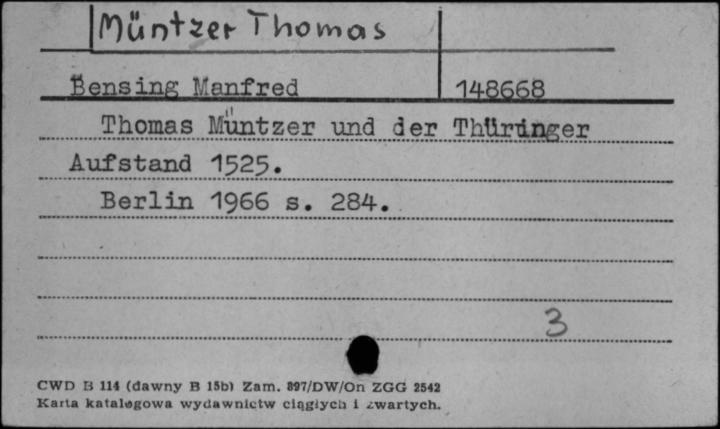 Müntzer Thomas
Bensing Manfred 148668
Thomas Müntzer und der Thüringer
Aufstand 1525.
Berlin 1966 s. 284.
3
CWD B 114 (dawny B 15b) Zam. 897/DW/On ZGG 2542
Karta katalogowa wydawnictw ciągłych i zwartych.